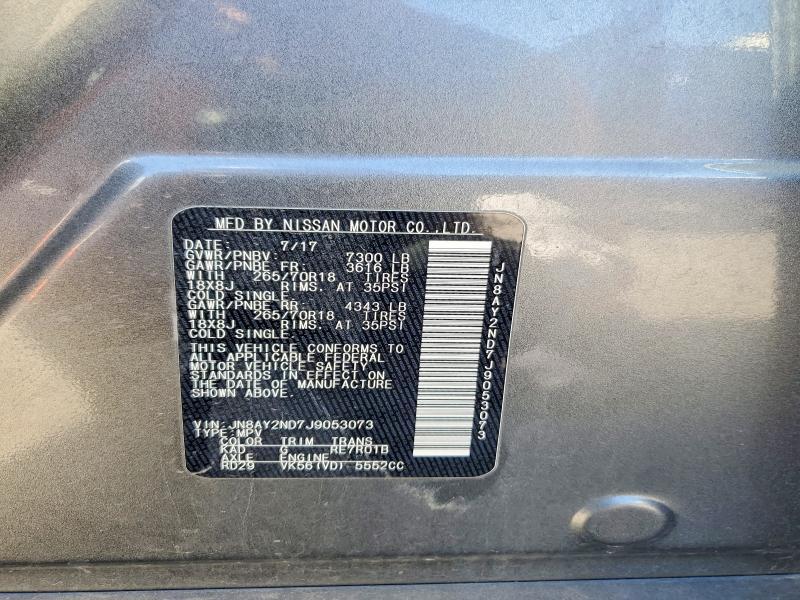 MFD BY NISSAN MOTOR CO.,LTD.
DATE: 7/17
GVWR/PNBV: 7300 LB
GAWR/PNBE FR: 3616 LB
WITH 265/70R18 TIRES
18X8J RIMS. AT 35PSI
COLD SINGLE.
GAWR/PNBE RR: 4343 LB
WITH 265/70R18 TIRES
18X8J RIMS. AT 35PSI
COLD SINGLE.
THIS VEHICLE CONFORMS TO
ALL APPLICABLE FEDERAL
MOTOR VEHICLE SAFETY
STANDARDS IN EFFECT ON
THE DATE OF MANUFACTURE
SHOWN ABOVE.
VIN:JN8AY2ND7J9053073
TYPE:MPV
COLOR TRIM TRANS
KAD G RE7R01B
AXLE ENGINE
RD29 VK56(VD) 5552CC
JN8AY2ND7J9053073